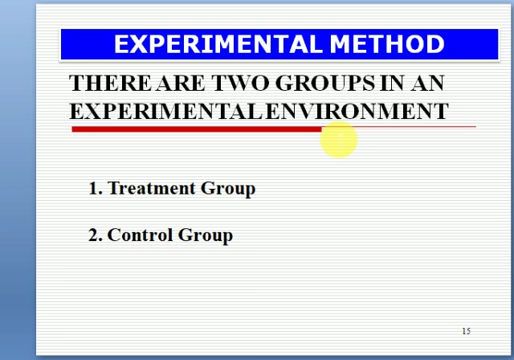 EXPERIMENTAL METHOD
THERE ARE TWO GROUPS IN AN
EXPERIMENTAL ENVIRONMENT
1. Treatment Group
2. Control Group
15